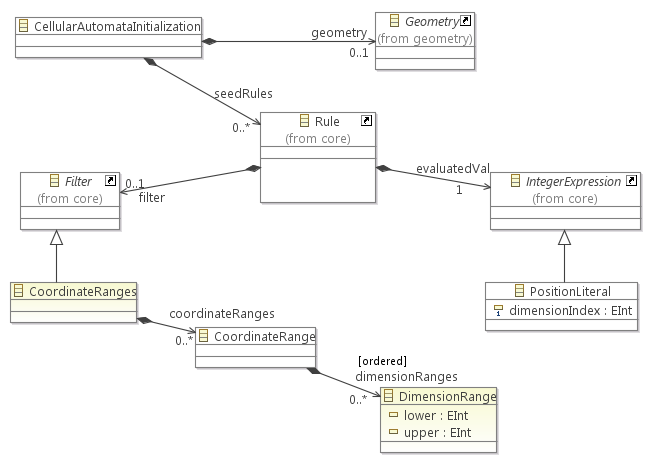 CellularAutomataInitialization
geometry
0..1
Geometry
(from geometry)
seedRules
0..*
Rule
(from core)
Filter
(from core)
0..1
filter
evaluatedVal
1
IntegerExpression
(from core)
CoordinateRanges
PositionLiteral
dimensionIndex : EInt
coordinateRanges
0..*
CoordinateRange
[ordered]
dimensionRanges
0..*
DimensionRange
lower : EInt
upper : EInt